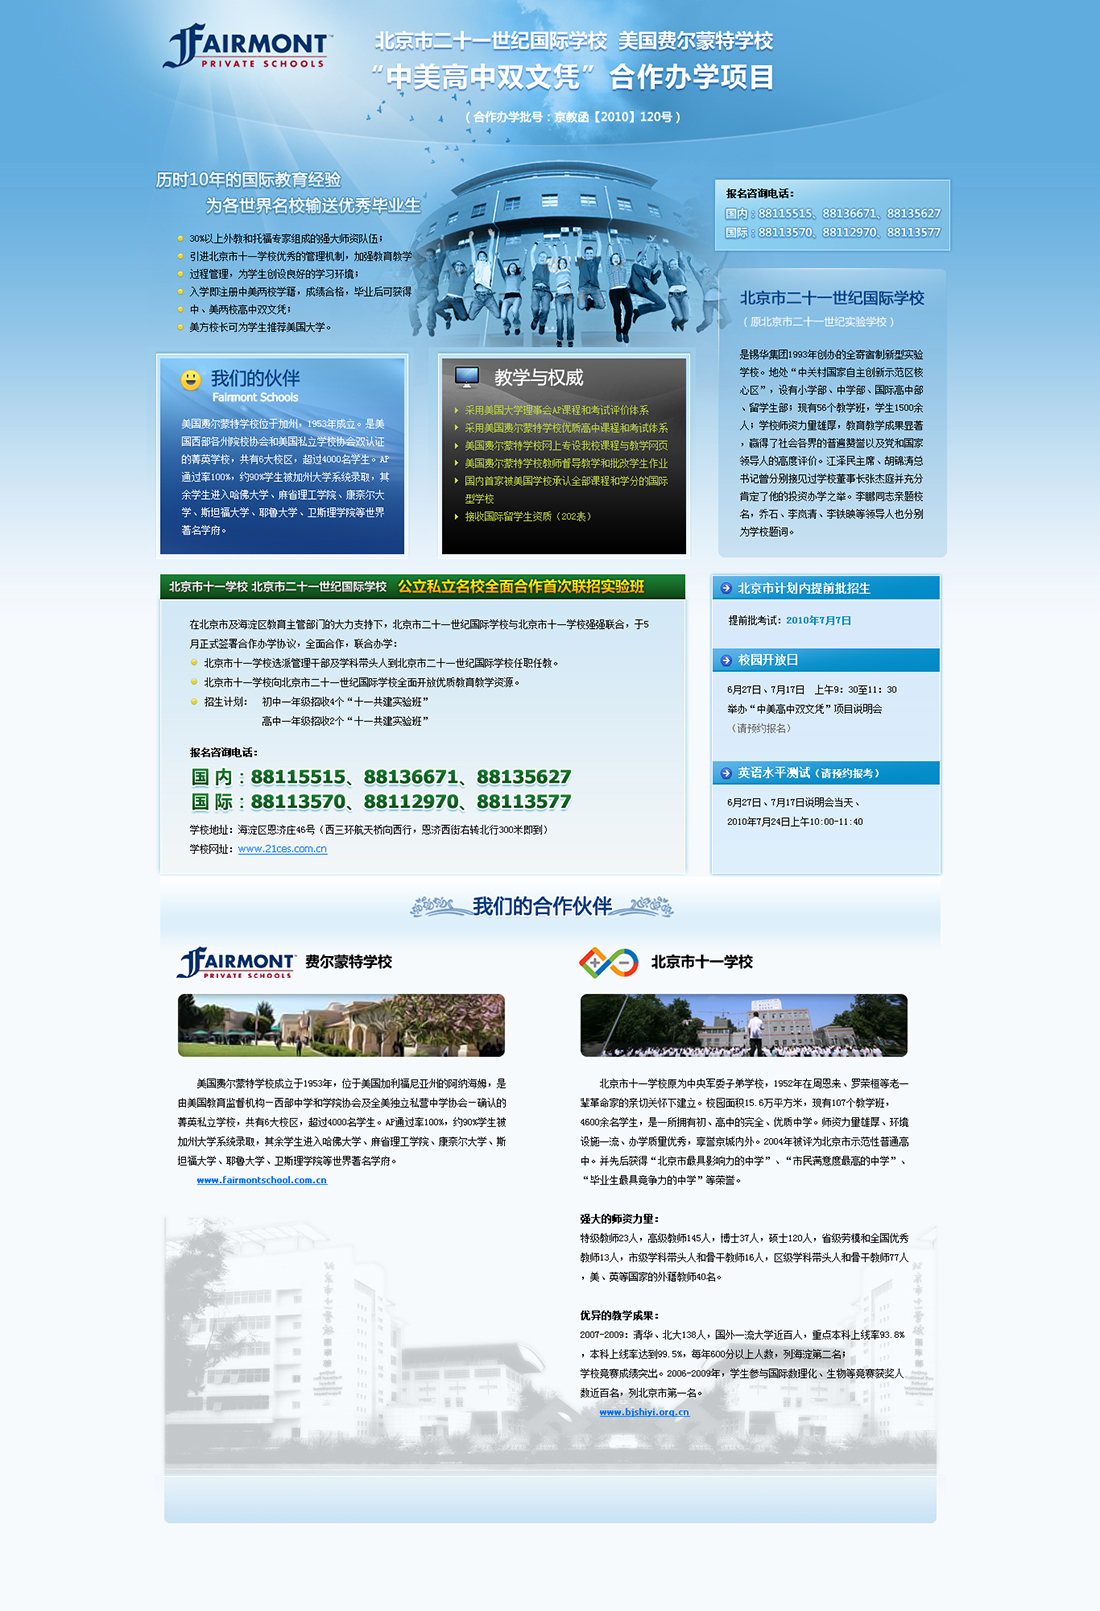 FAIRMONT
PRIVATE SCHOOLS
北京市二十一世纪国际学校 美国费尔蒙特学校
“中美高中双文凭”合作办学项目
（合作办学批号：京教函【2010】120号）
历时10年的国际教育经验
为各世界名校输送优秀毕业生
30%以上外教和托福专家组成的强大师资队伍；
引进北京市十一学校优秀的管理机制，加强教育教学
过程管理，为学生创设良好的学习环境；
入学即注册中美两校学籍，成绩合格，毕业后可获得
中、美两校高中双文凭；
美方校长可为学生推荐美国大学。
报名咨询电话：
国内：88115515、88136671、88135627
国际：88113570、88112970、88113577
北京市二十一世纪国际学校
（原北京市二十一世纪实验学校）
是锡华集团1993年创办的全寄宿制新型实验
学校。地处“中关村国家自主创新示范区核
心区”，设有小学部、中学部、国际高中部
、留学生部；现有56个教学班，学生1500余
人；学校师资力量雄厚，教育教学成果显著
，赢得了社会各界的普遍赞誉以及党和国家
领导人的高度评价。江泽民主席、胡锦涛总
书记曾分别接见过学校董事长张杰庭并充分
肯定了他的投资办学之举。李鹏同志亲题校
名，乔石、李岚清、李铁映等领导人也分别
为学校题词。
我们的伙伴
Fairmont Schools
美国费尔蒙特学校位于加州，1953年成立。是美
国西部各州院校协会和美国私立学校协会双认证
的菁英学校，共有6大校区，超过4000名学生。AP
通过率100%，约90%学生被加州大学系统录取，其
余学生进入哈佛大学、麻省理工学院、康奈尔大
学、斯坦福大学、耶鲁大学、卫斯理学院等世界
著名学府。
教学与权威
采用美国大学理事会AP课程和考试评价体系
采用美国费尔蒙特学校优质高中课程和考试体系
美国费尔蒙特学校网上专设我校课程与教学网页
美国费尔蒙特学校教师督导教学和批改学生作业
国内首家被美国学校承认全部课程和学分的国际
型学校
接收国际留学生资质（202表）
北京市十一学校 北京市二十一世纪国际学校 公立私立名校全面合作首次联招实验班
在北京市及海淀区教育主管部门的大力支持下，北京市二十一世纪国际学校与北京市十一学校强强联合，于5
月正式签署合作办学协议，全面合作，联合办学：
北京市十一学校选派管理干部及学科带头人到北京市二十一世纪国际学校任职任教。
北京市十一学校向北京市二十一世纪国际学校全面开放优质教育教学资源。
招生计划： 初中一年级招收4个“十一共建实验班”
高中一年级招收2个“十一共建实验班”
报名咨询电话：
国 内：88115515、88136671、88135627
国 际：88113570、88112970、88113577
学校地址：海淀区恩济庄46号（西三环航天桥向西行，恩济西街右转北行300米即到）
学校网址：www.21ces.com.cn
北京市计划内提前批招生
提前批考试：2010年7月7日
校园开放日
6月27日、7月17日 上午9：30至11：30
举办“中美高中双文凭”项目说明会
（请预约报名）
英语水平测试（请预约报考）
6月27日、7月17日说明会当天、
2010年7月24日上午10:00-11:40
我们的合作伙伴
FAIRMONT
PRIVATE SCHOOLS
费尔蒙特学校
美国费尔蒙特学校成立于1953年，位于美国加利福尼亚州的阿纳海姆，是
由美国教育监督机构－西部中学和学院协会及全美独立私营中学协会－确认的
菁英私立学校，共有6大校区，超过4000名学生。AP通过率100%，约90%学生被
加州大学系统录取，其余学生进入哈佛大学、麻省理工学院、康奈尔大学、斯
坦福大学、耶鲁大学、卫斯理学院等世界著名学府。
www.fairmontschool.com.cn
北京市十一学校
北京市十一学校原为中央军委子弟学校，1952年在周恩来、罗荣桓等老一
辈革命家的亲切关怀下建立。校园面积15.6万平方米，现有107个教学班，
4600余名学生，是一所拥有初、高中的完全、优质中学。师资力量雄厚、环境
设施一流、办学质量优秀，享誉京城内外。2004年被评为北京市示范性普通高
中。并先后获得“北京市最具影响力的中学”、“市民满意度最高的中学”、
“毕业生最具竞争力的中学”等荣誉。
强大的师资力量：
特级教师23人，高级教师145人，博士37人，硕士120人，省级劳模和全国优秀
教师13人，市级学科带头人和骨干教师16人，区级学科带头人和骨干教师77人
，美、英等国家的外籍教师40名。
优异的教学成果：
2007-2009：清华、北大138人，国外一流大学近百人，重点本科上线率93.8%
，本科上线率达到99.5%，每年600分以上人数，列海淀第二名；
学校竞赛成绩突出。2006-2009年，学生参与国际数理化、生物等竞赛获奖人
数近百名，列北京市第一名。
www.bjshiyi.org.cn